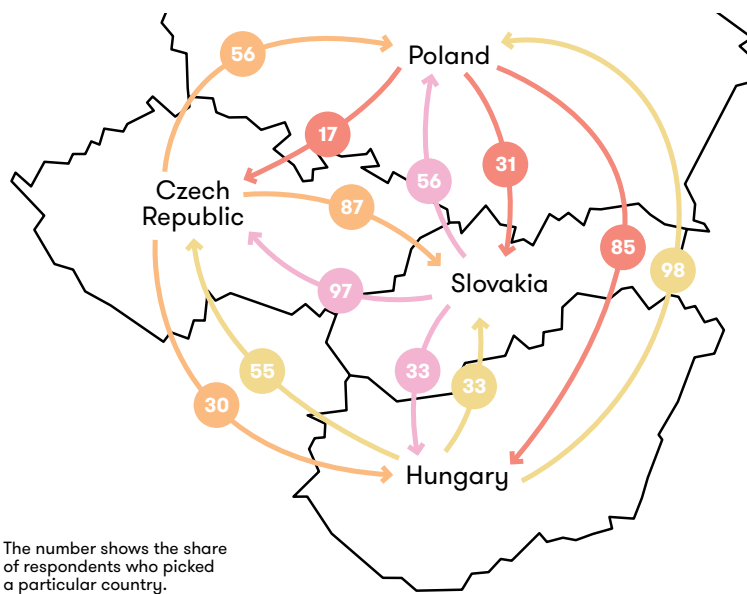 56
Poland
17
31
56
Czech
Republic
87
85
98
Slovakia
97
33
33
55
30
Hungary
The number shows the share
of respondents who picked
a particular country.